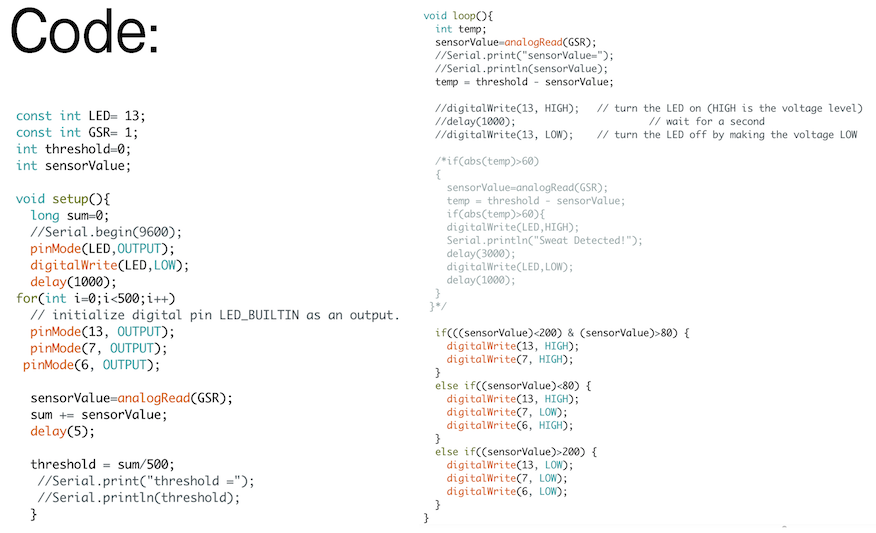 Code:
const int LED= 13;
const int GSR= 1;
int threshold=0;
int sensorValue;
void setup(){
long sum=0;
//Serial.begin(9600);
pinMode(LED,OUTPUT);
digitalWrite(LED,LOW);
delay(1000);
for(int i=0;i<500;i++)
// initialize digital pin LED_BUILTIN as an output.
pinMode(13, OUTPUT);
pinMode(7, OUTPUT);
pinMode(6, OUTPUT);
sensorValue=analogRead(GSR);
sum += sensorValue;
delay(5);
threshold = sum/500;
//Serial.print("threshold =");
//Serial.println(threshold);
}
void loop(){
int temp;
sensorValue=analogRead(GSR);
//Serial.print("sensorValue=");
//Serial.println(sensorValue);
temp = threshold - sensorValue;
//digitalWrite(13, HIGH);   // turn the LED on (HIGH is the voltage level)
//delay(1000);                       // wait for a second
//digitalWrite(13, LOW);    // turn the LED off by making the voltage LOW
/*if(abs(temp)>60)
{
sensorValue=analogRead(GSR);
temp = threshold - sensorValue;
if(abs(temp)>60){
digitalWrite(LED,HIGH);
Serial.println("Sweat Detected!");
delay(3000);
digitalWrite(LED,LOW);
delay(1000);
}
}*/
if(((sensorValue)<200) & (sensorValue)>80) {
digitalWrite(13, HIGH);
digitalWrite(7, HIGH);
}
else if((sensorValue)<80) {
digitalWrite(13, HIGH);
digitalWrite(7, LOW);
digitalWrite(6, HIGH);
}
else if((sensorValue)>200) {
digitalWrite(13, LOW);
digitalWrite(7, LOW);
digitalWrite(6, LOW);
}
}